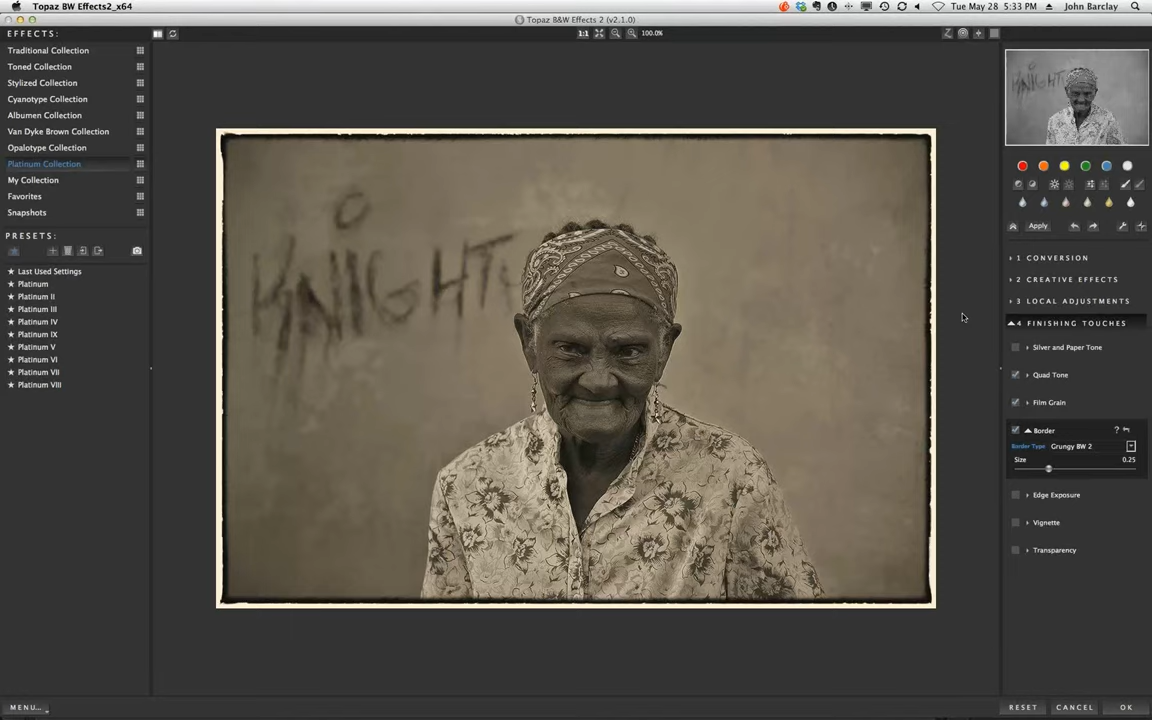 Topaz BW Effects2_x64
Tue May 28 5:33 PM
John Barclay
Topaz B&W Effects 2 (v2.1.0)
EFFECTS:
1:1
100.0%
Traditional Collection
Toned Collection
Stylized Collection
Cyanotype Collection
Albumen Collection
Van Dyke Brown Collection
Opalotype Collection
Platinum Collection
My Collection
Favorites
Snapshots
PRESETS:
Last Used Settings
Platinum
Platinum II
Platinum III
Platinum IV
Platinum IX
Platinum V
Platinum VI
Platinum VII
Platinum VIII
KNIGHT
KNIGHT
Apply
1 CONVERSION
2 CREATIVE EFFECTS
3 LOCAL ADJUSTMENTS
4 FINISHING TOUCHES
Silver and Paper Tone
Quad Tone
Film Grain
Border
?
Border Type Grungy BW 2
Size 0.25
Edge Exposure
Vignette
Transparency
MENU...
RESET
CANCEL
OK